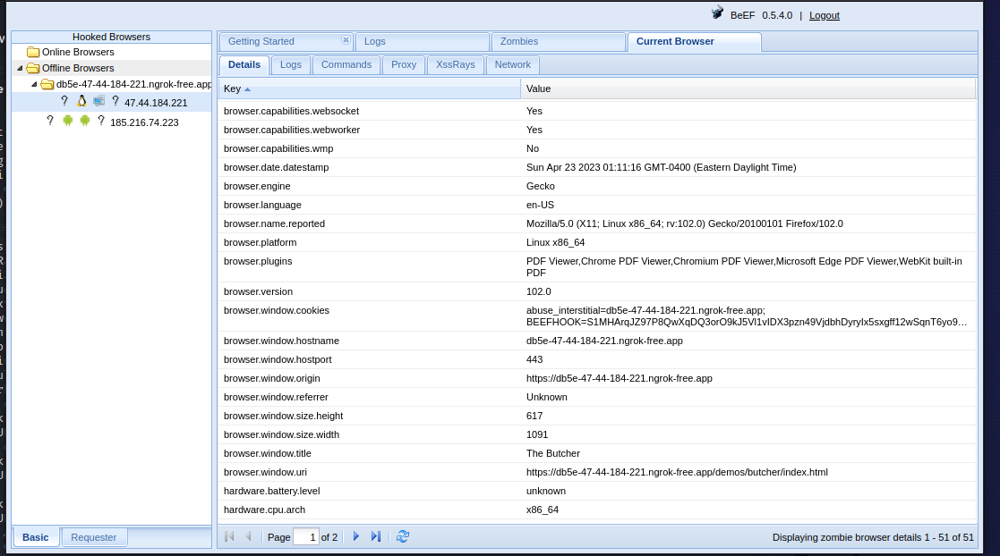 BeEF 0.5.4.0 | Logout
Hooked Browsers
Online Browsers
Offline Browsers
db5e-47-44-184-221.ngrok-free.app
? ? 47.44.184.221
? ? 185.216.74.223
Basic Requester
Getting Started Logs Zombies Current Browser
Details Logs Commands Proxy XssRays Network
Key Value
browser.capabilities.websocket Yes
browser.capabilities.webworker Yes
browser.capabilities.wmp No
browser.date.datestamp Sun Apr 23 2023 01:11:16 GMT-0400 (Eastern Daylight Time)
browser.engine Gecko
browser.language en-US
browser.name.reported Mozilla/5.0 (X11; Linux x86_64; rv:102.0) Gecko/20100101 Firefox/102.0
browser.platform Linux x86_64
browser.plugins PDF Viewer,Chrome PDF Viewer,Chromium PDF Viewer,Microsoft Edge PDF Viewer,WebKit built-in
PDF
browser.version 102.0
browser.window.cookies abuse_interstitial=db5e-47-44-184-221.ngrok-free.app;
BEEFHOOK=S1MHArqJZ97P8QwXqDQ3orO9kJ5Vl1vIDX3pzn49VjdbhDyryIx5sxgff12wSqnT6yo9...
browser.window.hostname db5e-47-44-184-221.ngrok-free.app
browser.window.hostport 443
browser.window.origin https://db5e-47-44-184-221.ngrok-free.app
browser.window.referrer Unknown
browser.window.size.height 617
browser.window.size.width 1091
browser.window.title The Butcher
browser.window.uri https://db5e-47-44-184-221.ngrok-free.app/demos/butcher/index.html
hardware.battery.level unknown
hardware.cpu.arch x86_64
Page 1 of 2 Displaying zombie browser details 1 - 51 of 51